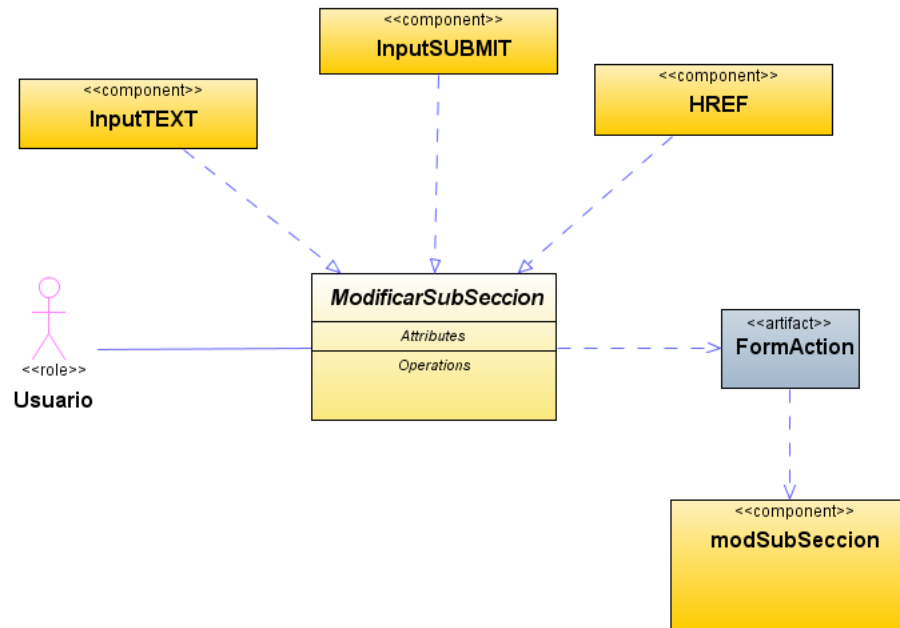 <<component>>
InputSUBMIT
<<component>>
InputTEXT
<<component>>
HREF
ModificarSubSeccion
Attributes
Operations
<<artifact>>
FormAction
<<role>>
Usuario
<<component>>
modSubSeccion